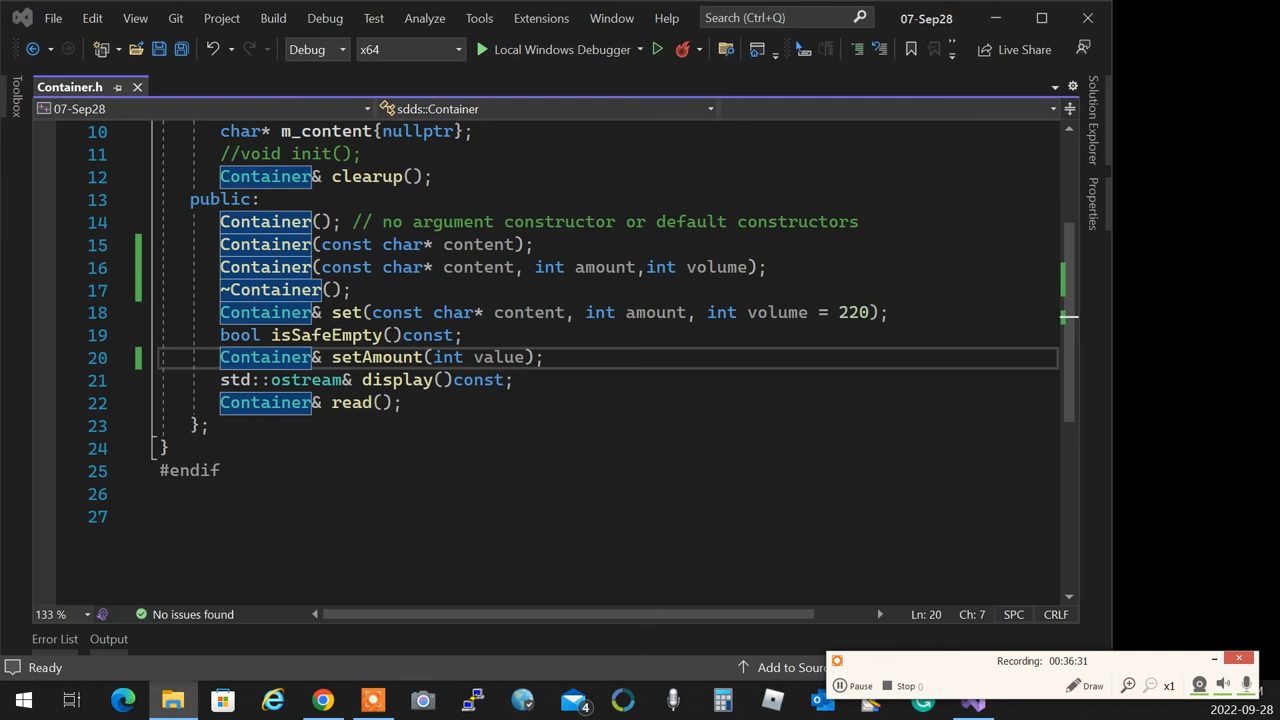 File Edit View Git Project Build Debug Test Analyze Tools Extensions Window Help Search (Ctrl+Q) 07-Sep28
Debug x64 Local Windows Debugger Live Share
Container.h
07-Sep28 sdds::Container
Toolbox
Solution Explorer
Properties
10 char* m_content{nullptr};
11 //void init();
12 Container& clearup();
13 public:
14 Container(); // no argument constructor or default constructors
15 Container(const char* content);
16 Container(const char* content, int amount,int volume);
17 ~Container();
18 Container& set(const char* content, int amount, int volume = 220);
19 bool isSafeEmpty()const;
20 Container& setAmount(int value);
21 std::ostream& display()const;
22 Container& read();
23 };
24 }
25 #endif
26
27
133 % No issues found Ln: 20 Ch: 7 SPC CRLF
Error List Output
Ready Add to Sour
Recording: 00:36:31
Pause Stop () Draw x1
4
2022-09-28